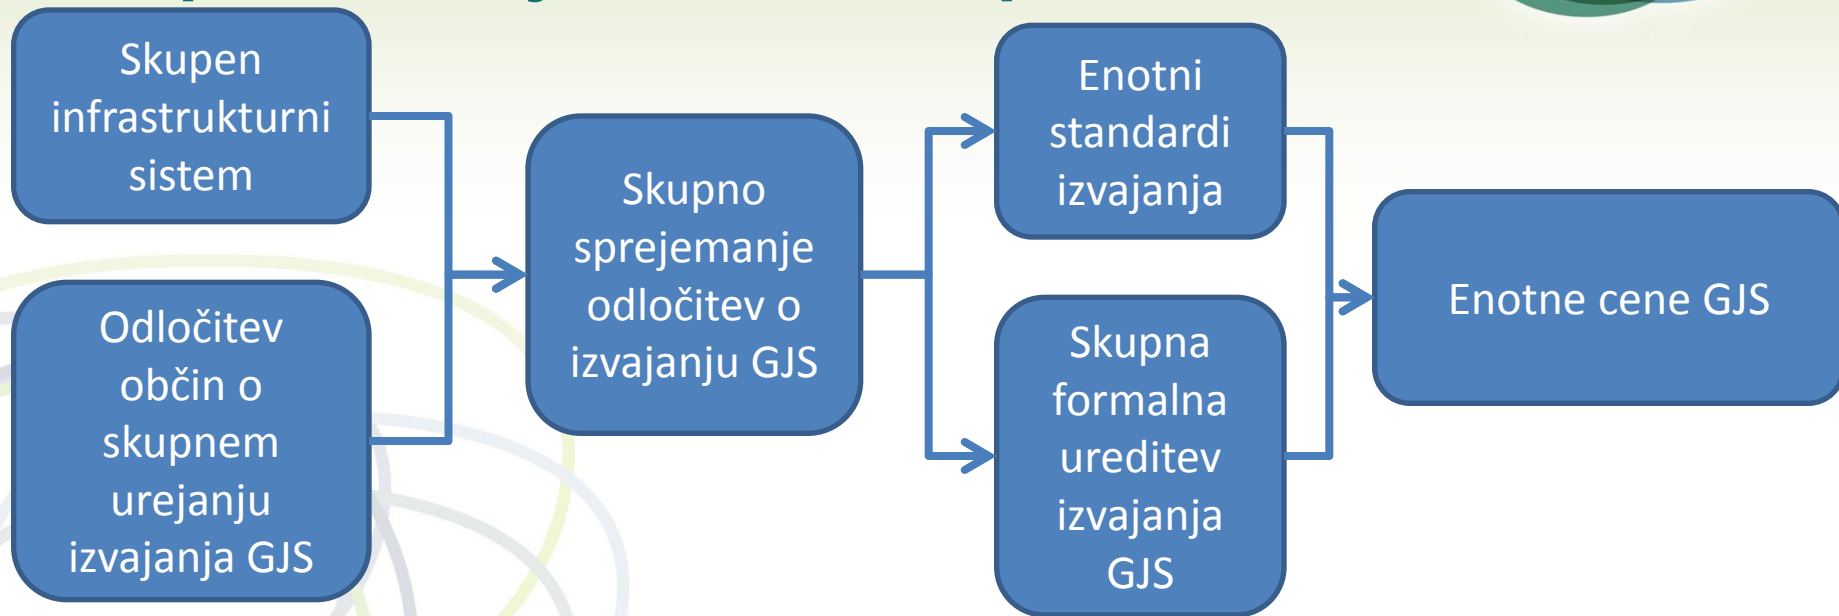 Skupen
infrastrukturni
sistem
Odločitev
občin o
skupnem
urejanju
izvajanja GJS
Skupno
sprejemanje
odločitev o
izvajanju GJS
Enotni
standardi
izvajanja
Skupna
formalna
ureditev
izvajanja
GJS
Enotne cene GJS